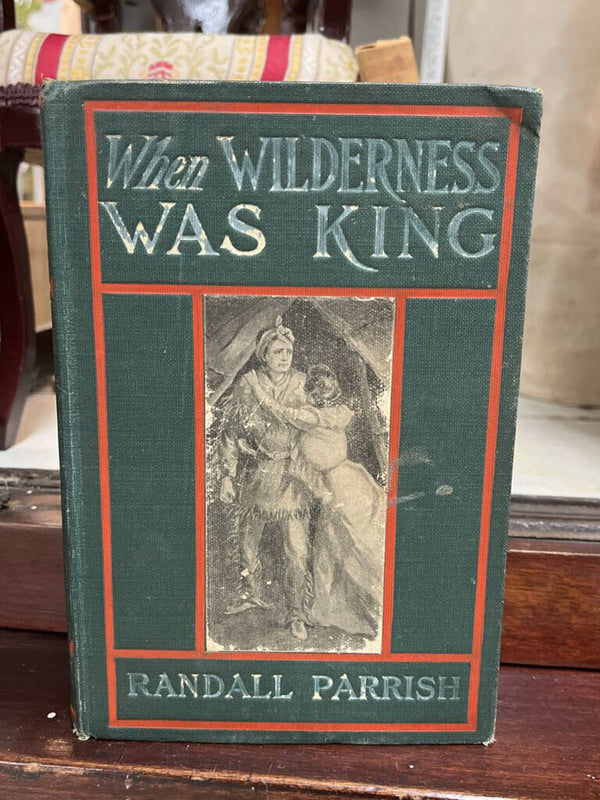 When WILDERNESS
WAS KING
RANDALL PARRISH